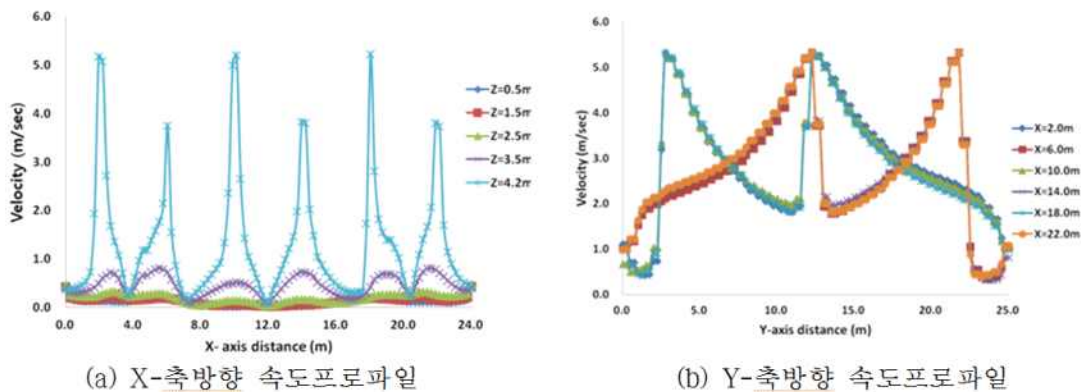 6.0
5.0
4.0
3.0
2.0
1.0
0.0
Velocity (m/sec)
0.0 4.0 8.0 12.0 16.0 20.0 24.0
X- axis distance (m)
Z=0.5m
Z=1.5m
Z=2.5m
Z=3.5m
Z=4.2m
(a) X-축방향 속도프로파일
6.0
5.0
4.0
3.0
2.0
1.0
0.0
Velocity (m/sec)
0.0 5.0 10.0 15.0 20.0 25.0
Y-axis distance (m)
X=2.0m
X=6.0m
X=10.0m
X=14.0m
X=18.0m
X=22.0m
(b) Y-축방향 속도프로파일